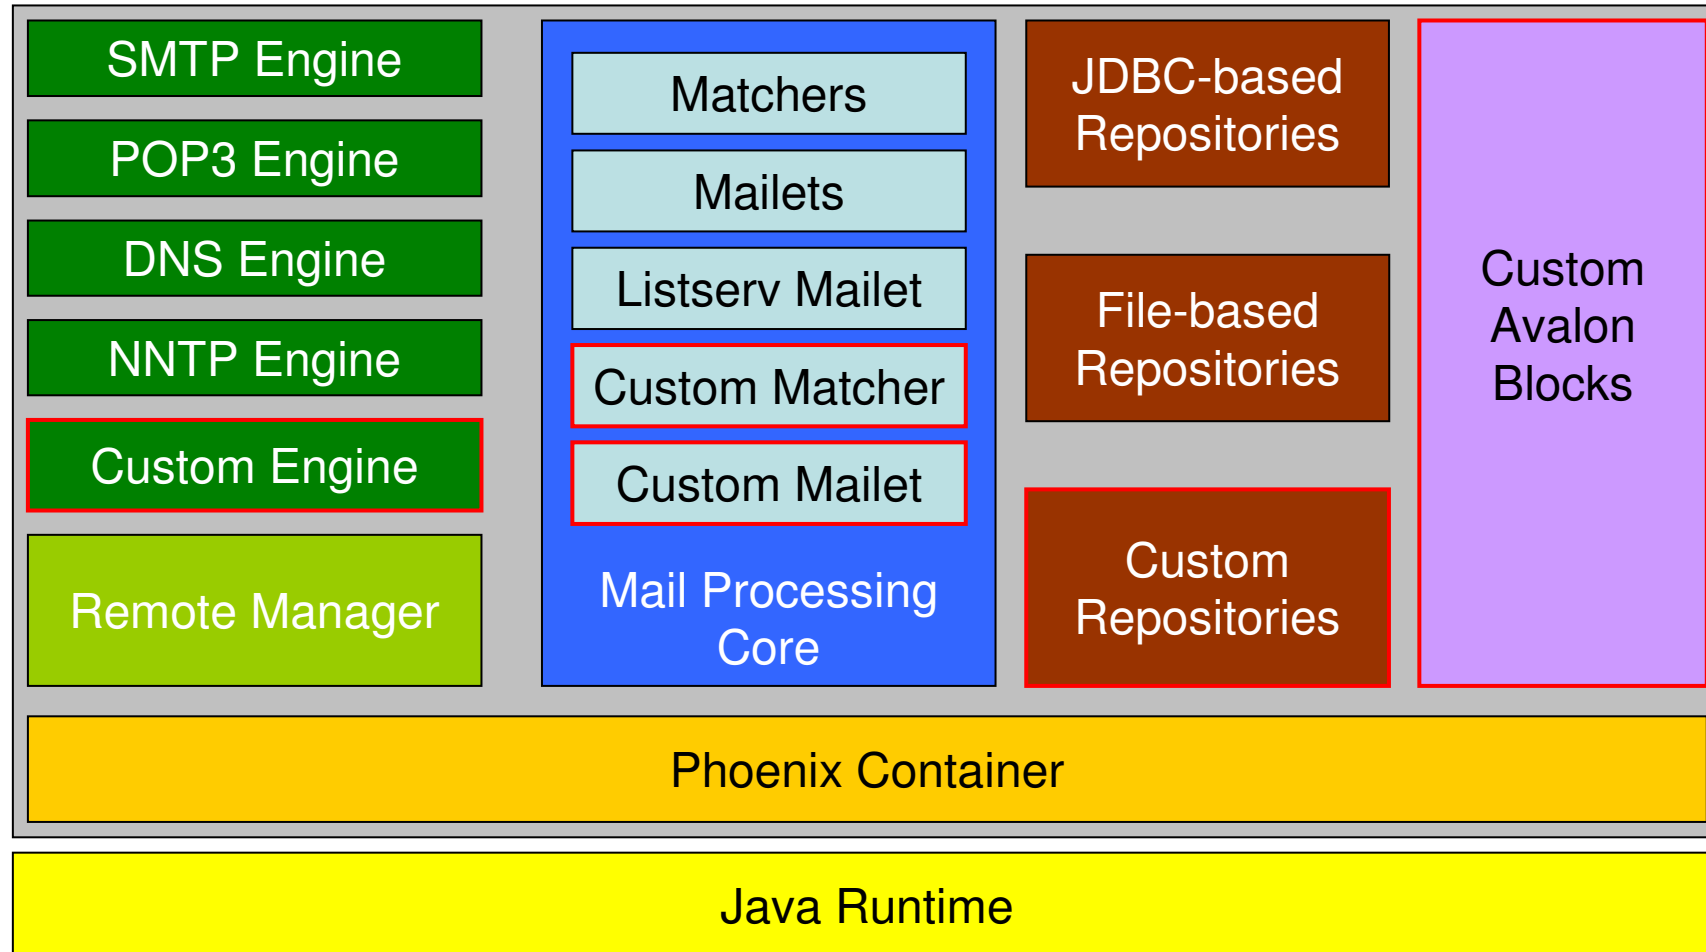 SMTP Engine
POP3 Engine
DNS Engine
NNTP Engine
Custom Engine
Remote Manager
Matchers
Mailets
Listserv Mailet
Custom Matcher
Custom Mailet
Mail Processing
Core
JDBC-based
Repositories
File-based
Repositories
Custom
Repositories
Custom
Avalon
Blocks
Phoenix Container
Java Runtime